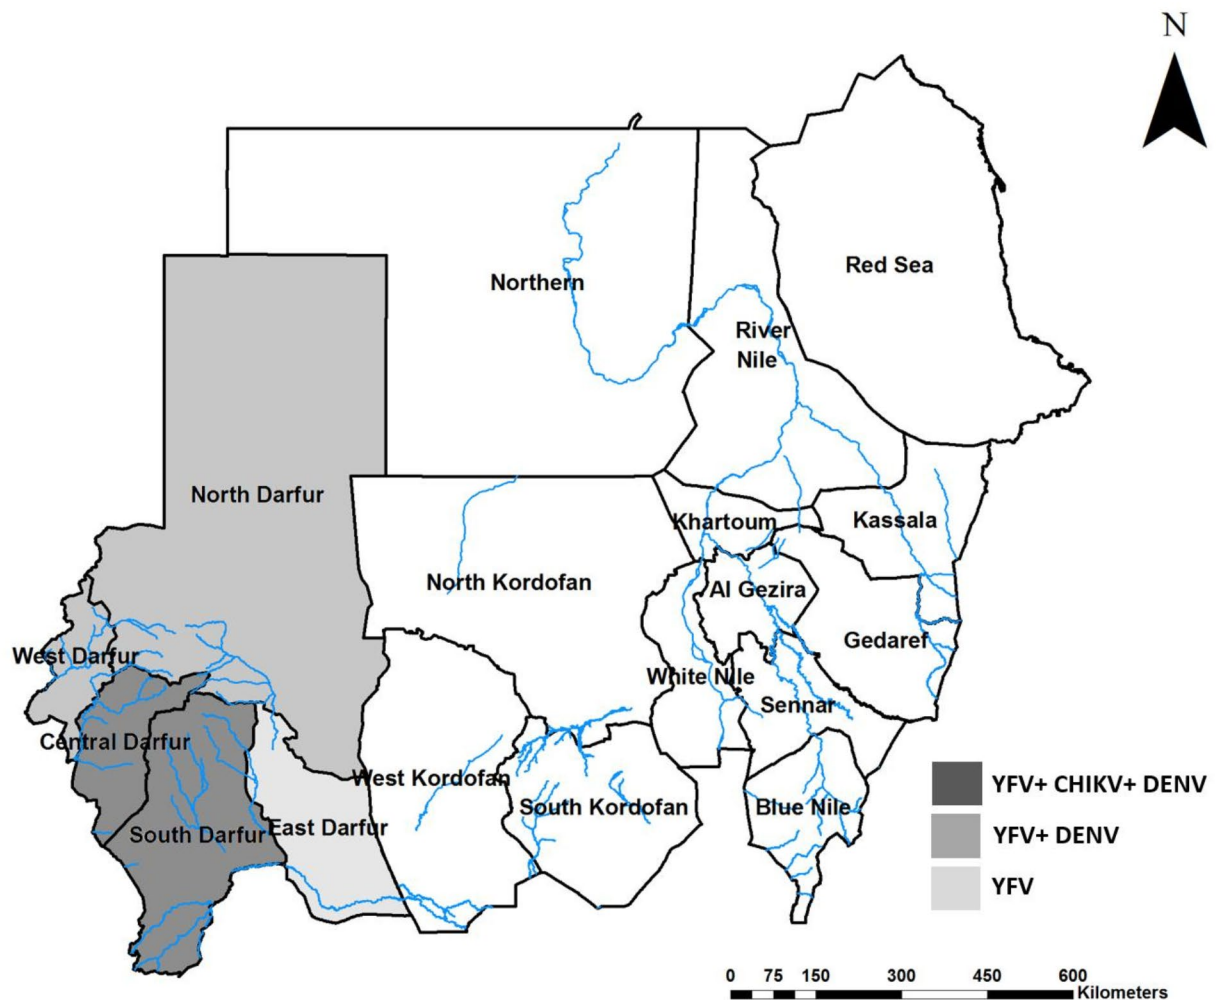 N
Red Sea
Northern
River
Nile
North Darfur
Khartoum
Kassala
North Kordofan
Al Gezira
Gedaref
West Darfur
White Nile
Sennar
Central Darfur
West Kordofan
South Kordofan
Blue Nile
South Darfur
East Darfur
YFV+ CHIKV+ DENV
YFV+ DENV
YFV
0 75 150 300 450 600
Kilometers